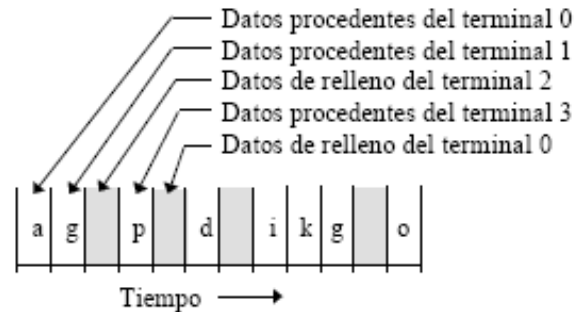 Datos procedentes del terminal 0
Datos procedentes del terminal 1
Datos de relleno del terminal 2
Datos procedentes del terminal 3
Datos de relleno del terminal 0
a g p d i k g o
Tiempo